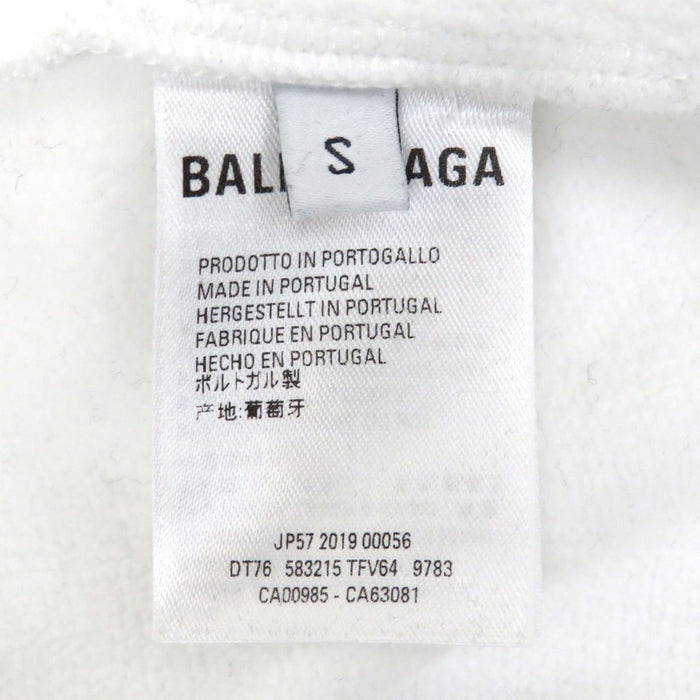 S
BAL AGA
PRODOTTO IN PORTOGALLO
MADE IN PORTUGAL
HERGESTELLT IN PORTUGAL
FABRIQUE EN PORTUGAL
HECHO EN PORTUGAL
ポルトガル製
产地:葡萄牙
JP57 2019 00056
DT76 583215 TFV64 9783
CA00985 - CA63081